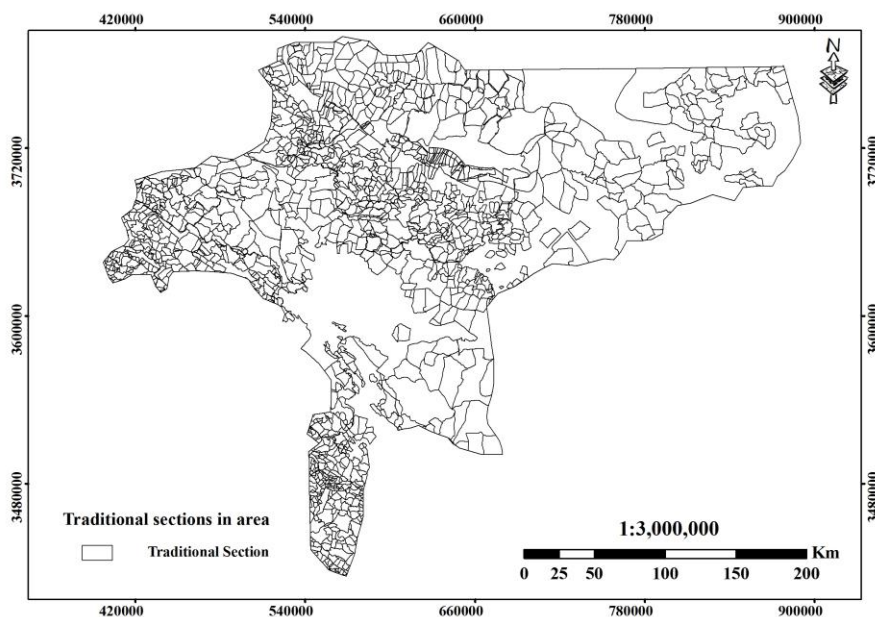 420000 540000 660000 780000 900000
N
3720000 3720000
3600000 3600000
3480000 3480000
Traditional sections in area
Traditional Section
1:3,000,000
Km
0 25 50 100 150 200
420000 540000 660000 780000 900000